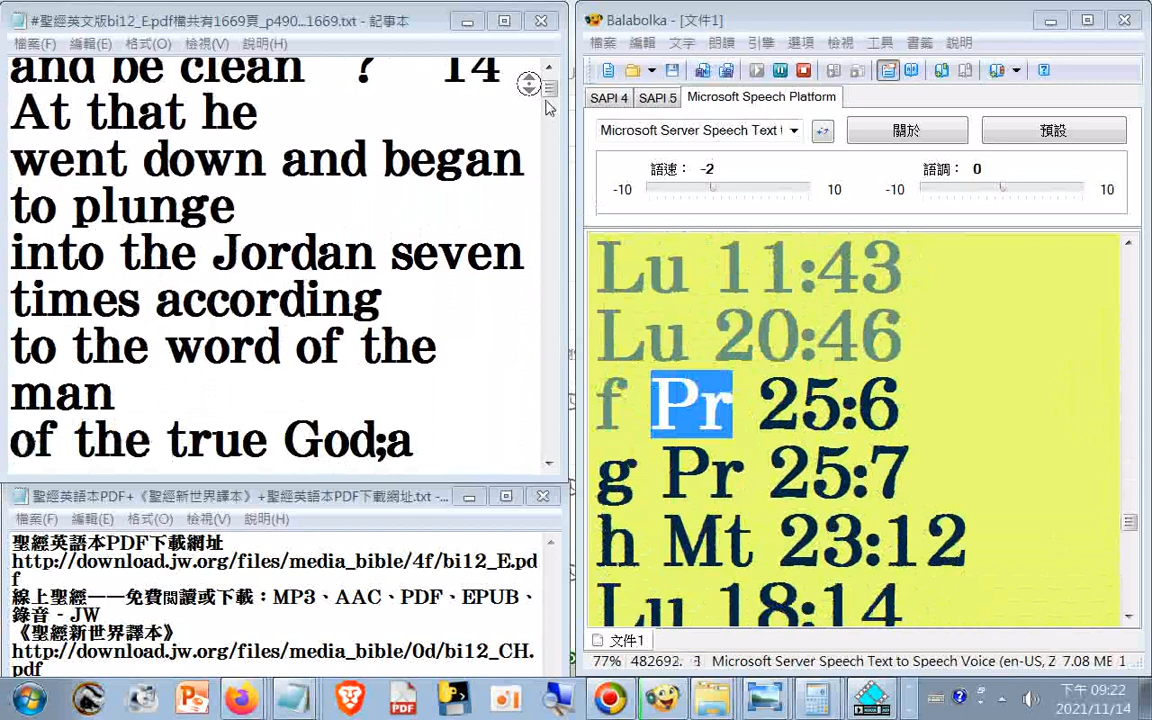 #聖經英文版bi12_E.pdf檔共有1669頁_p490...1669.txt - 記事本
檔案(F) 編輯(E) 格式(O) 檢視(V) 說明(H)
and be clean ? 14
At that he
went down and began
to plunge
into the Jordan seven
times according
to the word of the
man
of the true God;a
聖經英語本PDF+《聖經新世界譯本》+聖經英語本PDF下載網址.txt - ...
檔案(F) 編輯(E) 格式(O) 檢視(V) 說明(H)
聖經英語本PDF下載網址
http://download.jw.org/files/media_bible/4f/bi12_E.pd
f
線上聖經——免費閱讀或下載：MP3、AAC、PDF、EPUB、
錄音 - JW
《聖經新世界譯本》
http://download.jw.org/files/media_bible/0d/bi12_CH.
pdf
Balabolka - [文件1]
檔案 編輯 文字 朗讀 引擎 選項 檢視 工具 書籤 說明
SAPI 4 SAPI 5 Microsoft Speech Platform
Microsoft Server Speech Text 關於 預設
語速： -2 語調： 0
-10 10 -10 10
Lu 11:43
Lu 20:46
f Pr 25:6
g Pr 25:7
h Mt 23:12
Lu 18:14
文件1
77% 482692. Microsoft Server Speech Text to Speech Voice (en-US, Z 7.08 MB 1
下午 09:22
2021/11/14